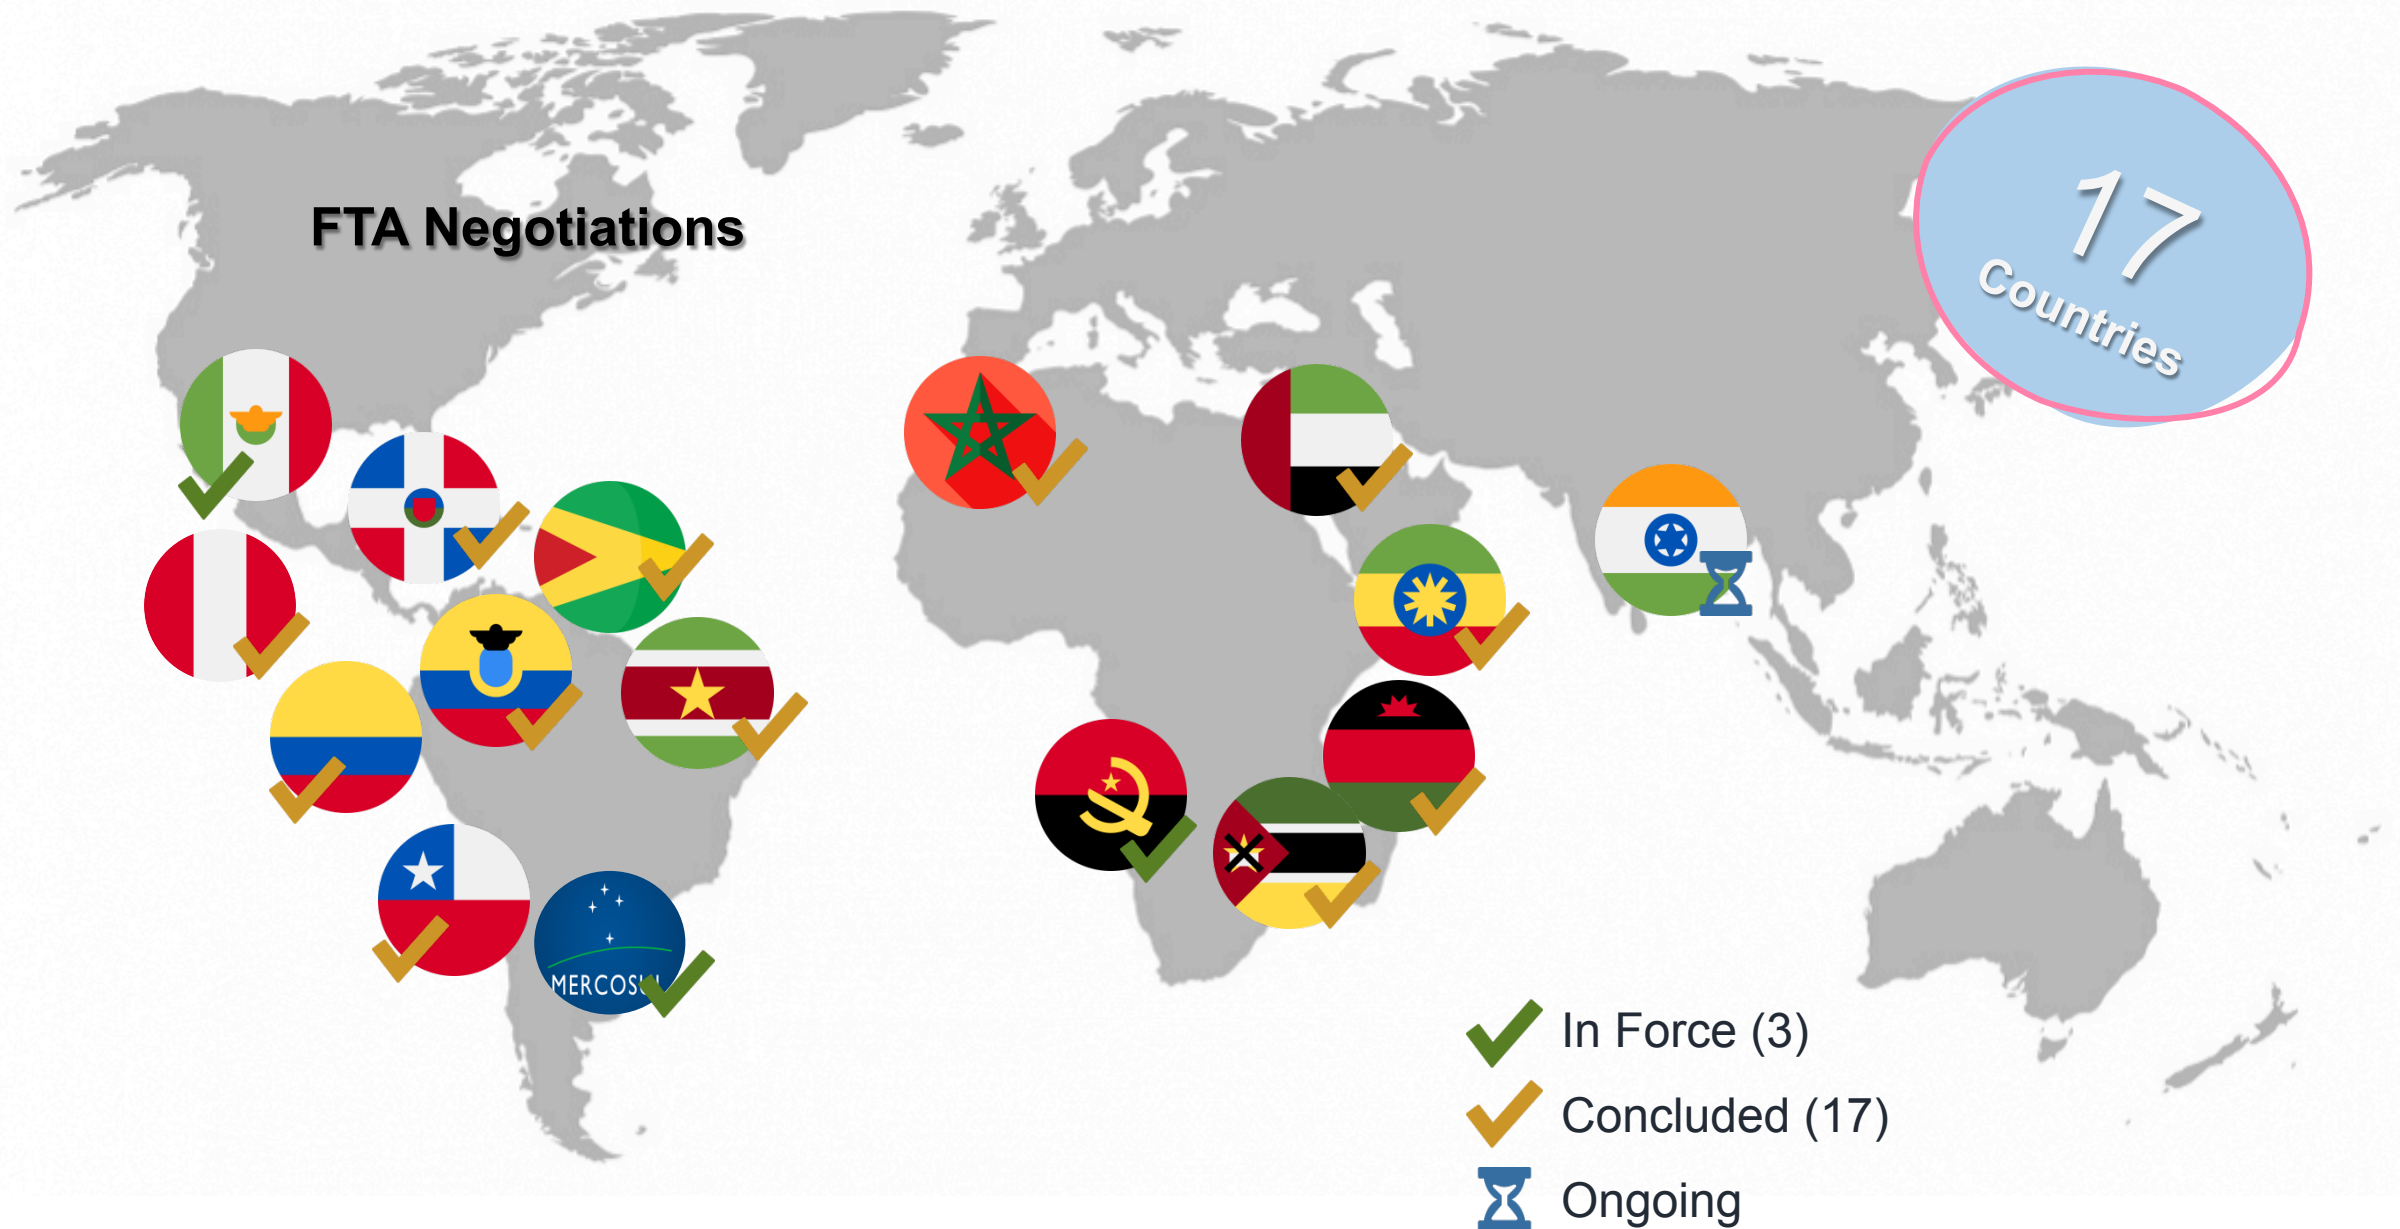 FTA Negotiations
17
Countries
In Force (3)
Concluded (17)
Ongoing